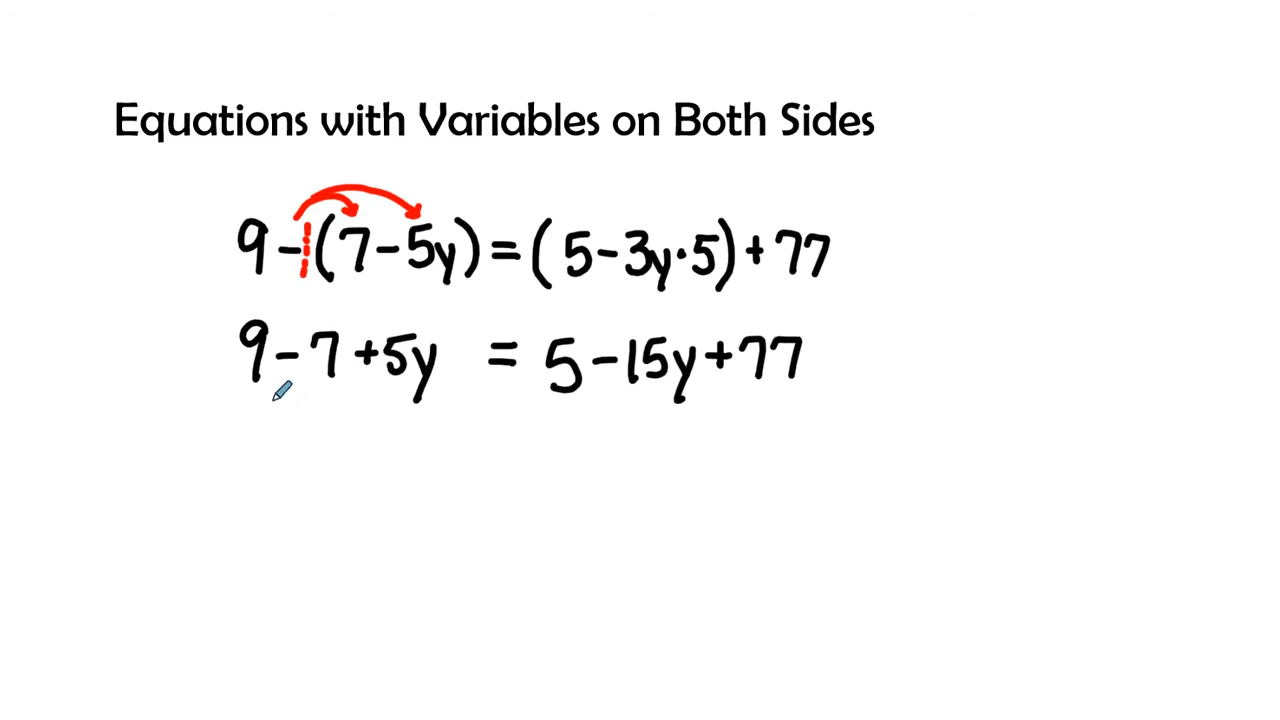 Equations with Variables on Both Sides
9-1(7-5y)=(5-3y·5)+77
9-7+5y = 5-15y+77